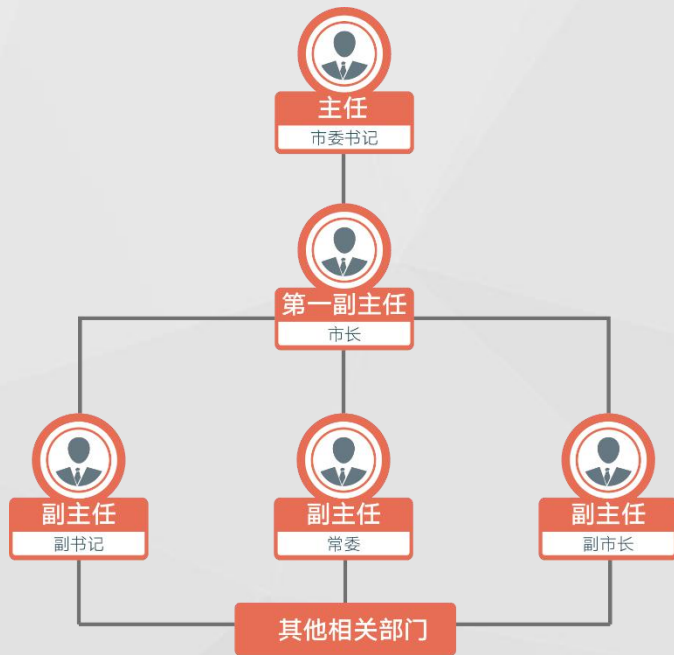 主任
市委书记
第一副主任
市长
副主任
副书记
副主任
常委
副主任
副市长
其他相关部门